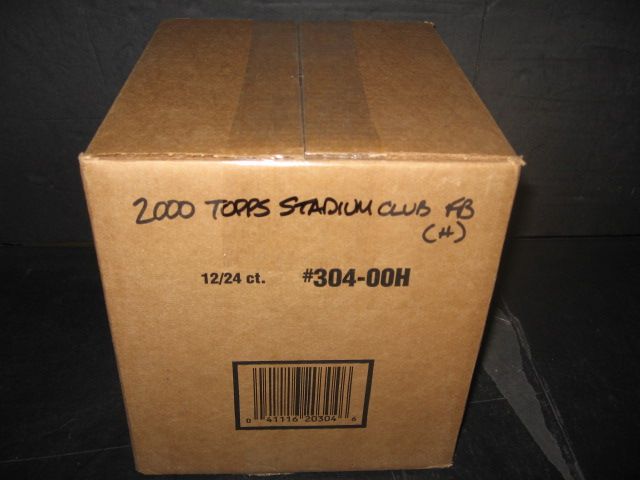 2000 TOPPS STADIUM CLUB FB
(H)
12/24 ct. #304-00H
0 41116 20304 6